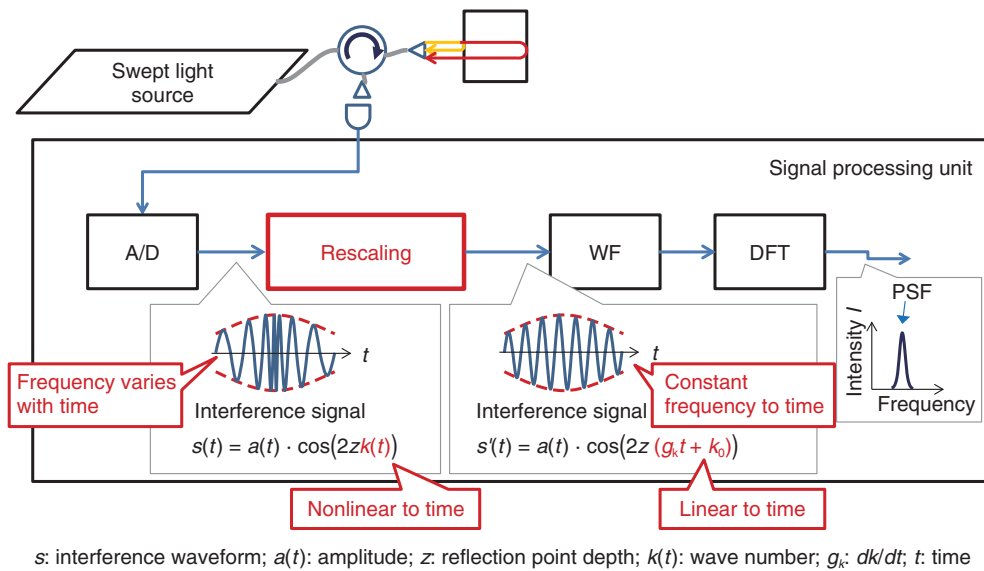 Swept light
source
Signal processing unit
A/D
Rescaling
WF
DFT
Frequency varies
with time
t
Interference signal
s(t) = a(t) · cos(2zk(t))
Nonlinear to time
t
Constant
frequency to time
Interference signal
s'(t) = a(t) · cos(2z (gₖt + k₀))
Linear to time
PSF
Intensity I
Frequency
s: interference waveform; a(t): amplitude; z: reflection point depth; k(t): wave number; gₖ: dk/dt; t: time